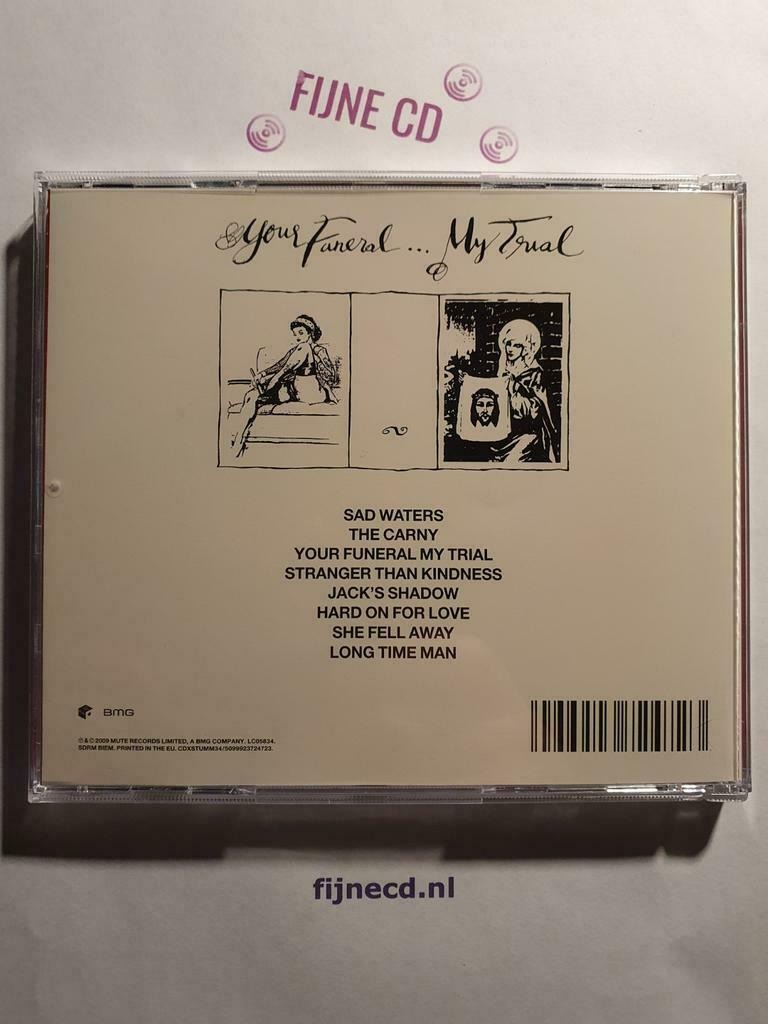 FIJNE CD
Your Funeral ... My Trial
SAD WATERS
THE CARNY
YOUR FUNERAL MY TRIAL
STRANGER THAN KINDNESS
JACK'S SHADOW
HARD ON FOR LOVE
SHE FELL AWAY
LONG TIME MAN
BMG
℗ & © 2009 MUTE RECORDS LIMITED, A BMG COMPANY. LC05834.
SDRM BIEM. PRINTED IN THE EU. CDXSTUMM34/5099923724723.
fijnecd.nl